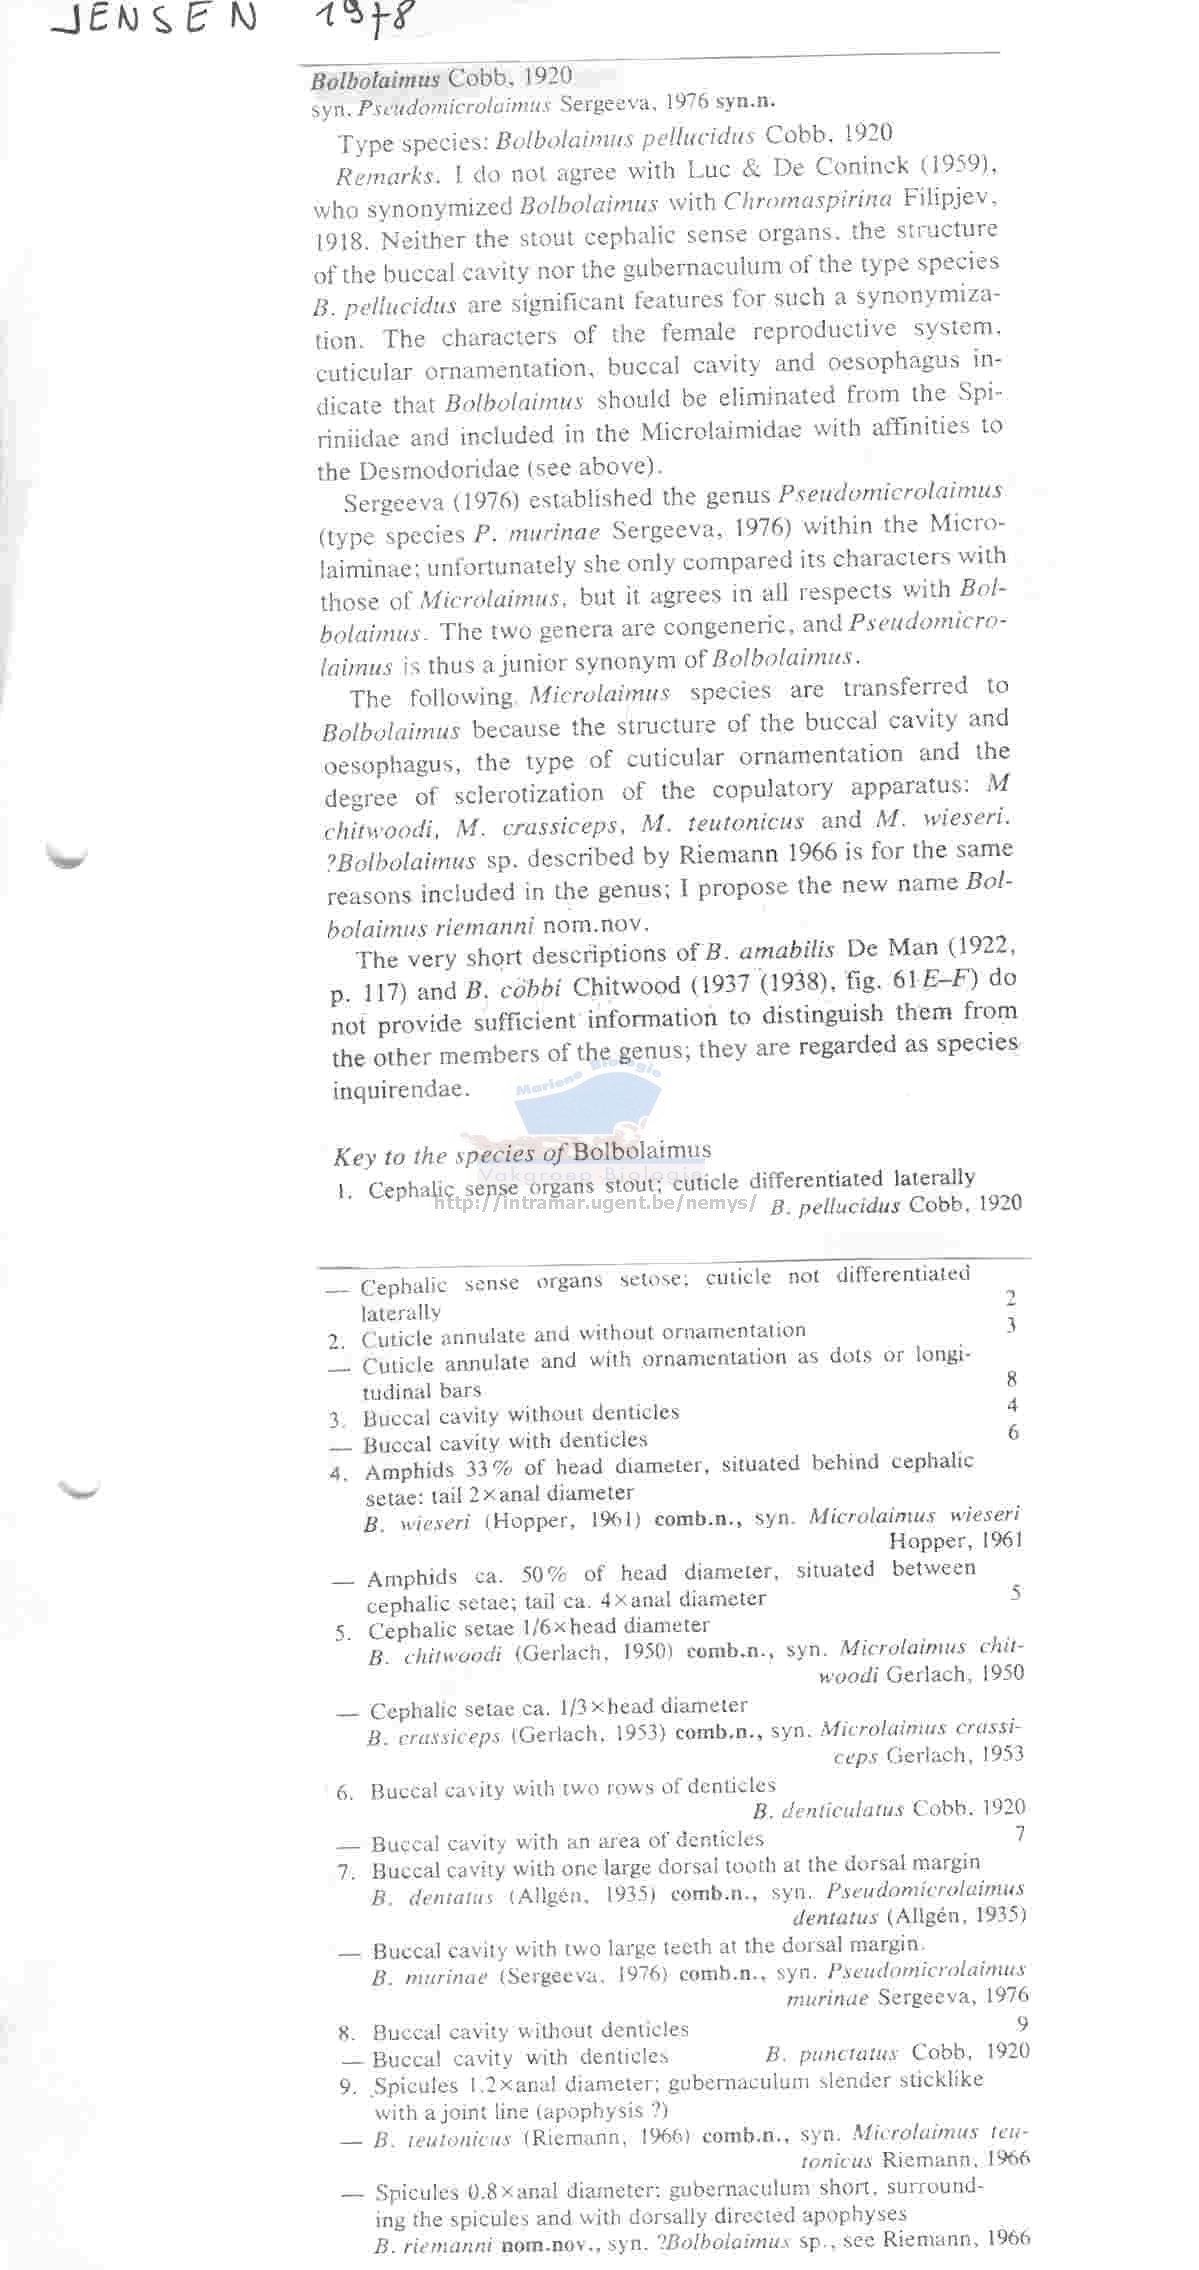 JENSEN 1978
Bolbolaimus Cobb, 1920
syn. Pseudomicrolaimus Sergeeva, 1976 syn.n.
Type species: Bolbolaimus pellucidus Cobb, 1920
Remarks. I do not agree with Luc & De Coninck (1959),
who synonymized Bolbolaimus with Chromaspirina Filipjev,
1918. Neither the stout cephalic sense organs, the structure
of the buccal cavity nor the gubernaculum of the type species
B. pellucidus are significant features for such a synonymiza-
tion. The characters of the female reproductive system,
cuticular ornamentation, buccal cavity and oesophagus in-
dicate that Bolbolaimus should be eliminated from the Spi-
riniidae and included in the Microlaimidae with affinities to
the Desmodoridae (see above).
Sergeeva (1976) established the genus Pseudomicrolaimus
(type species P. murinae Sergeeva, 1976) within the Micro-
laiminae; unfortunately she only compared its characters with
those of Microlaimus, but it agrees in all respects with Bol-
bolaimus. The two genera are congeneric, and Pseudomicro-
laimus is thus a junior synonym of Bolbolaimus.
The following Microlaimus species are transferred to
Bolbolaimus because the structure of the buccal cavity and
oesophagus, the type of cuticular ornamentation and the
degree of sclerotization of the copulatory apparatus: M
chitwoodi, M. crassiceps, M. teutonicus and M. wieseri.
?Bolbolaimus sp. described by Riemann 1966 is for the same
reasons included in the genus; I propose the new name Bol-
bolaimus riemanni nom.nov.
The very short descriptions of B. amabilis De Man (1922,
p. 117) and B. cobbi Chitwood (1937 (1938), fig. 61 E–F) do
not provide sufficient information to distinguish them from
the other members of the genus; they are regarded as species
inquirendae.
Mariene Biologie
Key to the species of Bolbolaimus
Vakgroep Biologie
1. Cephalic sense organs stout; cuticle differentiated laterally
http://intramar.ugent.be/nemys/
B. pellucidus Cobb, 1920
— Cephalic sense organs setose; cuticle not differentiated
laterally 2
2. Cuticle annulate and without ornamentation 3
— Cuticle annulate and with ornamentation as dots or longi-
tudinal bars 8
3. Buccal cavity without denticles 4
— Buccal cavity with denticles 6
4. Amphids 33% of head diameter, situated behind cephalic
setae; tail 2×anal diameter
B. wieseri (Hopper, 1961) comb.n., syn. Microlaimus wieseri
Hopper, 1961
— Amphids ca. 50% of head diameter, situated between
cephalic setae; tail ca. 4×anal diameter 5
5. Cephalic setae 1/6×head diameter
B. chitwoodi (Gerlach, 1950) comb.n., syn. Microlaimus chit-
woodi Gerlach, 1950
— Cephalic setae ca. 1/3×head diameter
B. crassiceps (Gerlach, 1953) comb.n., syn. Microlaimus crassi-
ceps Gerlach, 1953
6. Buccal cavity with two rows of denticles
B. denticulatus Cobb, 1920
— Buccal cavity with an area of denticles 7
7. Buccal cavity with one large dorsal tooth at the dorsal margin
B. dentatus (Allgén, 1935) comb.n., syn. Pseudomicrolaimus
dentatus (Allgén, 1935)
— Buccal cavity with two large teeth at the dorsal margin.
B. murinae (Sergeeva, 1976) comb.n., syn. Pseudomicrolaimus
murinae Sergeeva, 1976
8. Buccal cavity without denticles 9
— Buccal cavity with denticles B. punctatus Cobb, 1920
9. Spicules 1.2×anal diameter; gubernaculum slender sticklike
with a joint line (apophysis ?)
— B. teutonicus (Riemann, 1966) comb.n., syn. Microlaimus teu-
tonicus Riemann, 1966
— Spicules 0.8×anal diameter; gubernaculum short, surround-
ing the spicules and with dorsally directed apophyses
B. riemanni nom.nov., syn. ?Bolbolaimus sp., see Riemann, 1966